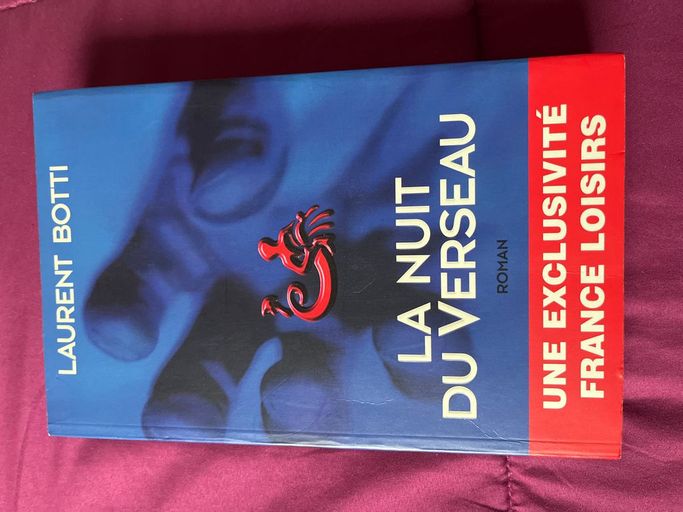 LAURENT BOTTI
LA NUIT
DU VERSEAU
ROMAN
UNE EXCLUSIVITÉ
FRANCE LOISIRS